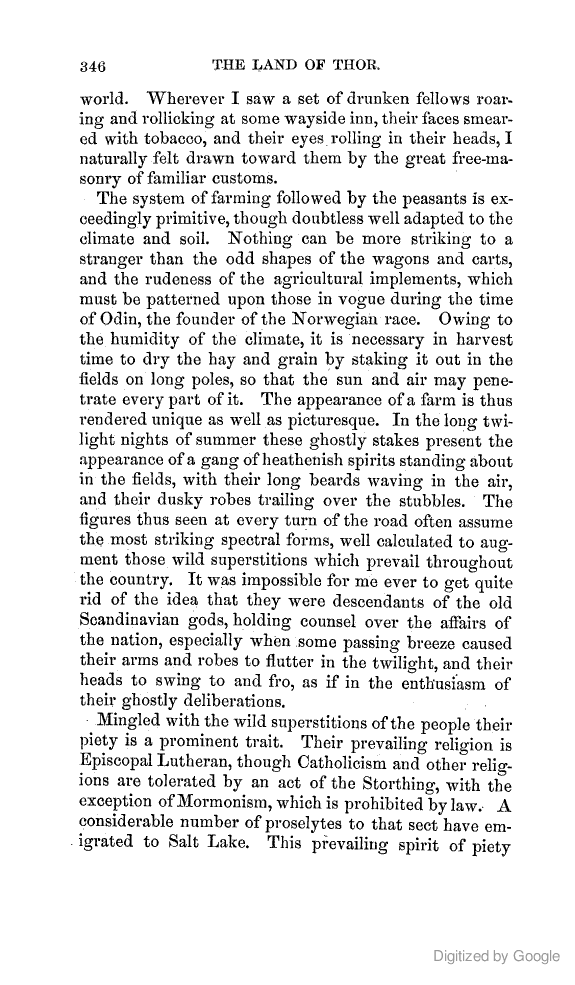 346 THE LAND OF THOR.
world. Wherever I saw a set of drunken fellows roar-
ing and rollicking at some wayside inn, their faces smear-
ed with tobacco, and their eyes rolling in their heads, I
naturally felt drawn toward them by the great free-ma-
sonry of familiar customs.
The system of farming followed by the peasants is ex-
ceedingly primitive, though doubtless well adapted to the
climate and soil. Nothing can be more striking to a
stranger than the odd shapes of the wagons and carts,
and the rudeness of the agricultural implements, which
must be patterned upon those in vogue during the time
of Odin, the founder of the Norwegian race. Owing to
the humidity of the climate, it is necessary in harvest
time to dry the hay and grain by staking it out in the
fields on long poles, so that the sun and air may pene-
trate every part of it. The appearance of a farm is thus
rendered unique as well as picturesque. In the long twi-
light nights of summer these ghostly stakes present the
appearance of a gang of heathenish spirits standing about
in the fields, with their long beards waving in the air,
and their dusky robes trailing over the stubbles. The
figures thus seen at every turn of the road often assume
the most striking spectral forms, well calculated to aug-
ment those wild superstitions which prevail throughout
the country. It was impossible for me ever to get quite
rid of the idea that they were descendants of the old
Scandinavian gods, holding counsel over the affairs of
the nation, especially when some passing breeze caused
their arms and robes to flutter in the twilight, and their
heads to swing to and fro, as if in the enthusiasm of
their ghostly deliberations.
Mingled with the wild superstitions of the people their
piety is a prominent trait. Their prevailing religion is
Episcopal Lutheran, though Catholicism and other relig-
ions are tolerated by an act of the Storthing, with the
exception of Mormonism, which is prohibited by law. A
considerable number of proselytes to that sect have em-
igrated to Salt Lake. This prevailing spirit of piety
Digitized by Google